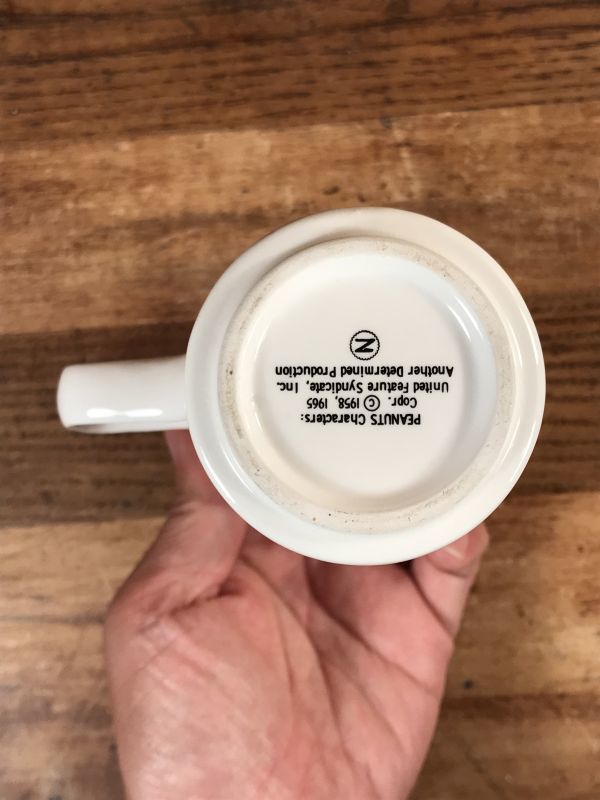 PEANUTS Characters:
Copr. © 1958, 1965
United Feature Syndicate, Inc.
Another Determined Production
N